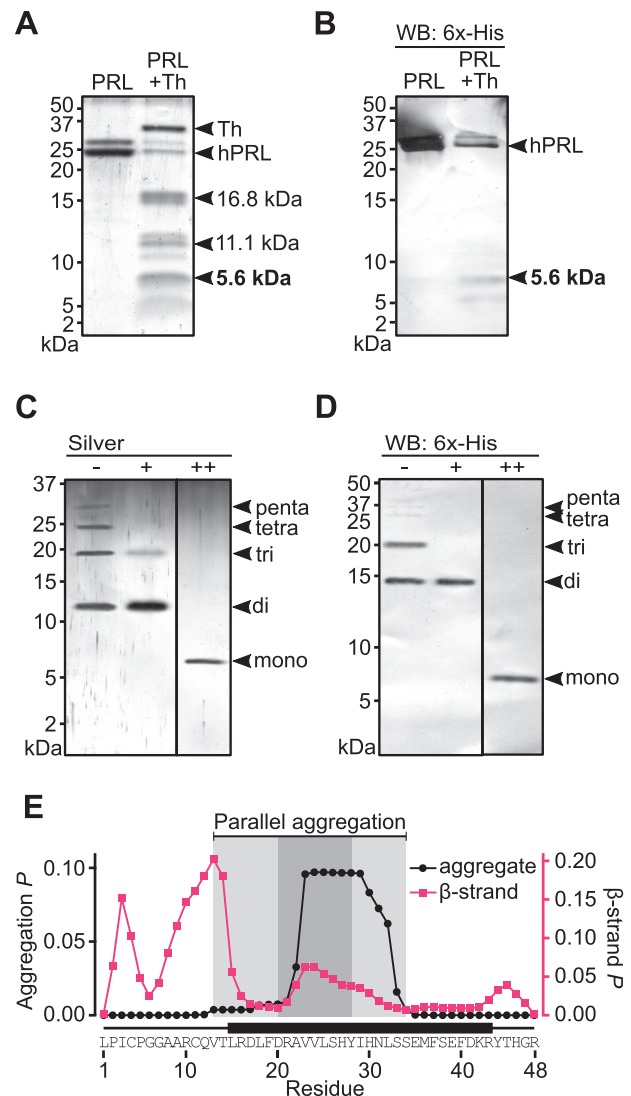 A
PRL
PRL
+Th
50
37
25
20
15
10
5
2
kDa
Th
hPRL
16.8 kDa
11.1 kDa
5.6 kDa
B
WB: 6x-His
PRL
PRL
+Th
50
37
25
20
15
10
5
2
kDa
hPRL
5.6 kDa
C
Silver
- + ++
37
25
20
15
10
5
2
kDa
penta
tetra
tri
di
mono
D
WB: 6x-His
- + ++
50
37
25
20
15
10
5
kDa
penta
tetra
tri
di
mono
E
Parallel aggregation
Aggregation P
0.10
0.05
0.00
aggregate
β-strand
0.20
0.15
0.10
0.05
0.00
β-strand P
LPICPGGAARCQVTLRDLFDRAVVLSHYIHNLSSEMFSEFDKRYTHGR
1 10 20 30 40 48
Residue